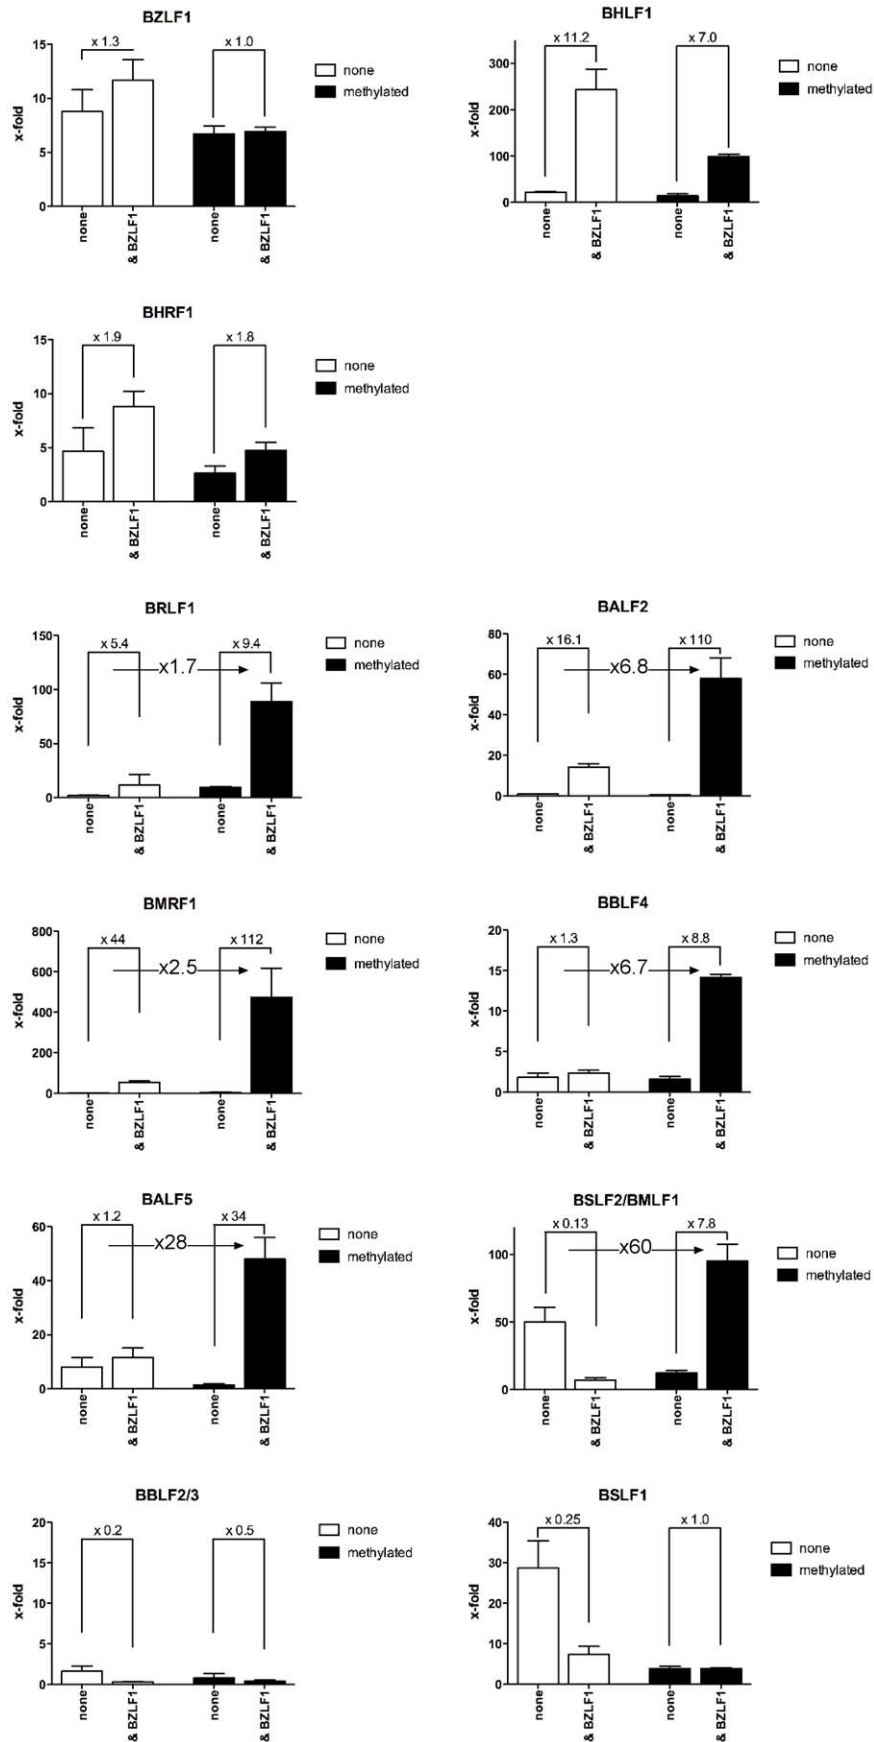 BZLF1
x 1.3
x 1.0
15
10
5
0
x-fold
none
& BZLF1
none
& BZLF1
none
methylated
BHLF1
x 11.2
x 7.0
300
200
100
0
x-fold
none
& BZLF1
none
& BZLF1
none
methylated
BHRF1
x 1.9
x 1.8
15
10
5
0
x-fold
none
& BZLF1
none
& BZLF1
none
methylated
BRLF1
x 5.4
x 9.4
x1.7
150
100
50
0
x-fold
none
& BZLF1
none
& BZLF1
none
methylated
BALF2
x 16.1
x 110
x6.8
80
60
40
20
0
x-fold
none
& BZLF1
none
& BZLF1
none
methylated
BMRF1
x 44
x 112
x2.5
800
600
400
200
0
x-fold
none
& BZLF1
none
& BZLF1
none
methylated
BBLF4
x 1.3
x 8.8
x6.7
20
15
10
5
0
x-fold
none
& BZLF1
none
& BZLF1
none
methylated
BALF5
x 1.2
x 34
x28
60
40
20
0
x-fold
none
& BZLF1
none
& BZLF1
none
methylated
BSLF2/BMLF1
x 0.13
x 7.8
x60
100
50
0
x-fold
none
& BZLF1
none
& BZLF1
none
methylated
BBLF2/3
x 0.2
x 0.5
20
15
10
5
0
x-fold
none
& BZLF1
none
& BZLF1
none
methylated
BSLF1
x 0.25
x 1.0
40
30
20
10
0
x-fold
none
& BZLF1
none
& BZLF1
none
methylated